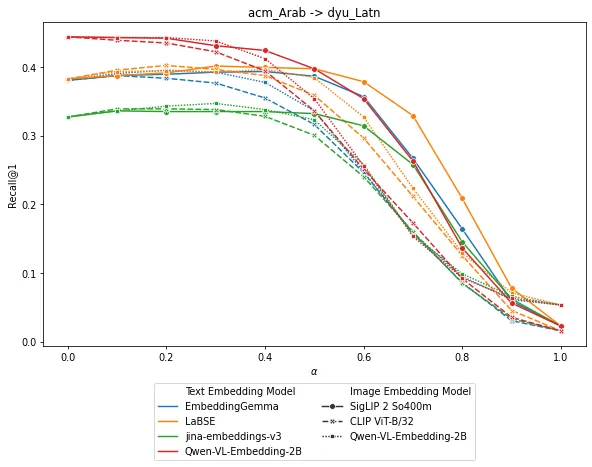 acm_Arab -> dyu_Latn
Recall@1
0.4
0.3
0.2
0.1
0.0
0.0 0.2 0.4 0.6 0.8 1.0
α
Text Embedding Model
EmbeddingGemma
LaBSE
jina-embeddings-v3
Qwen-VL-Embedding-2B
Image Embedding Model
SigLIP 2 So400m
CLIP ViT-B/32
Qwen-VL-Embedding-2B